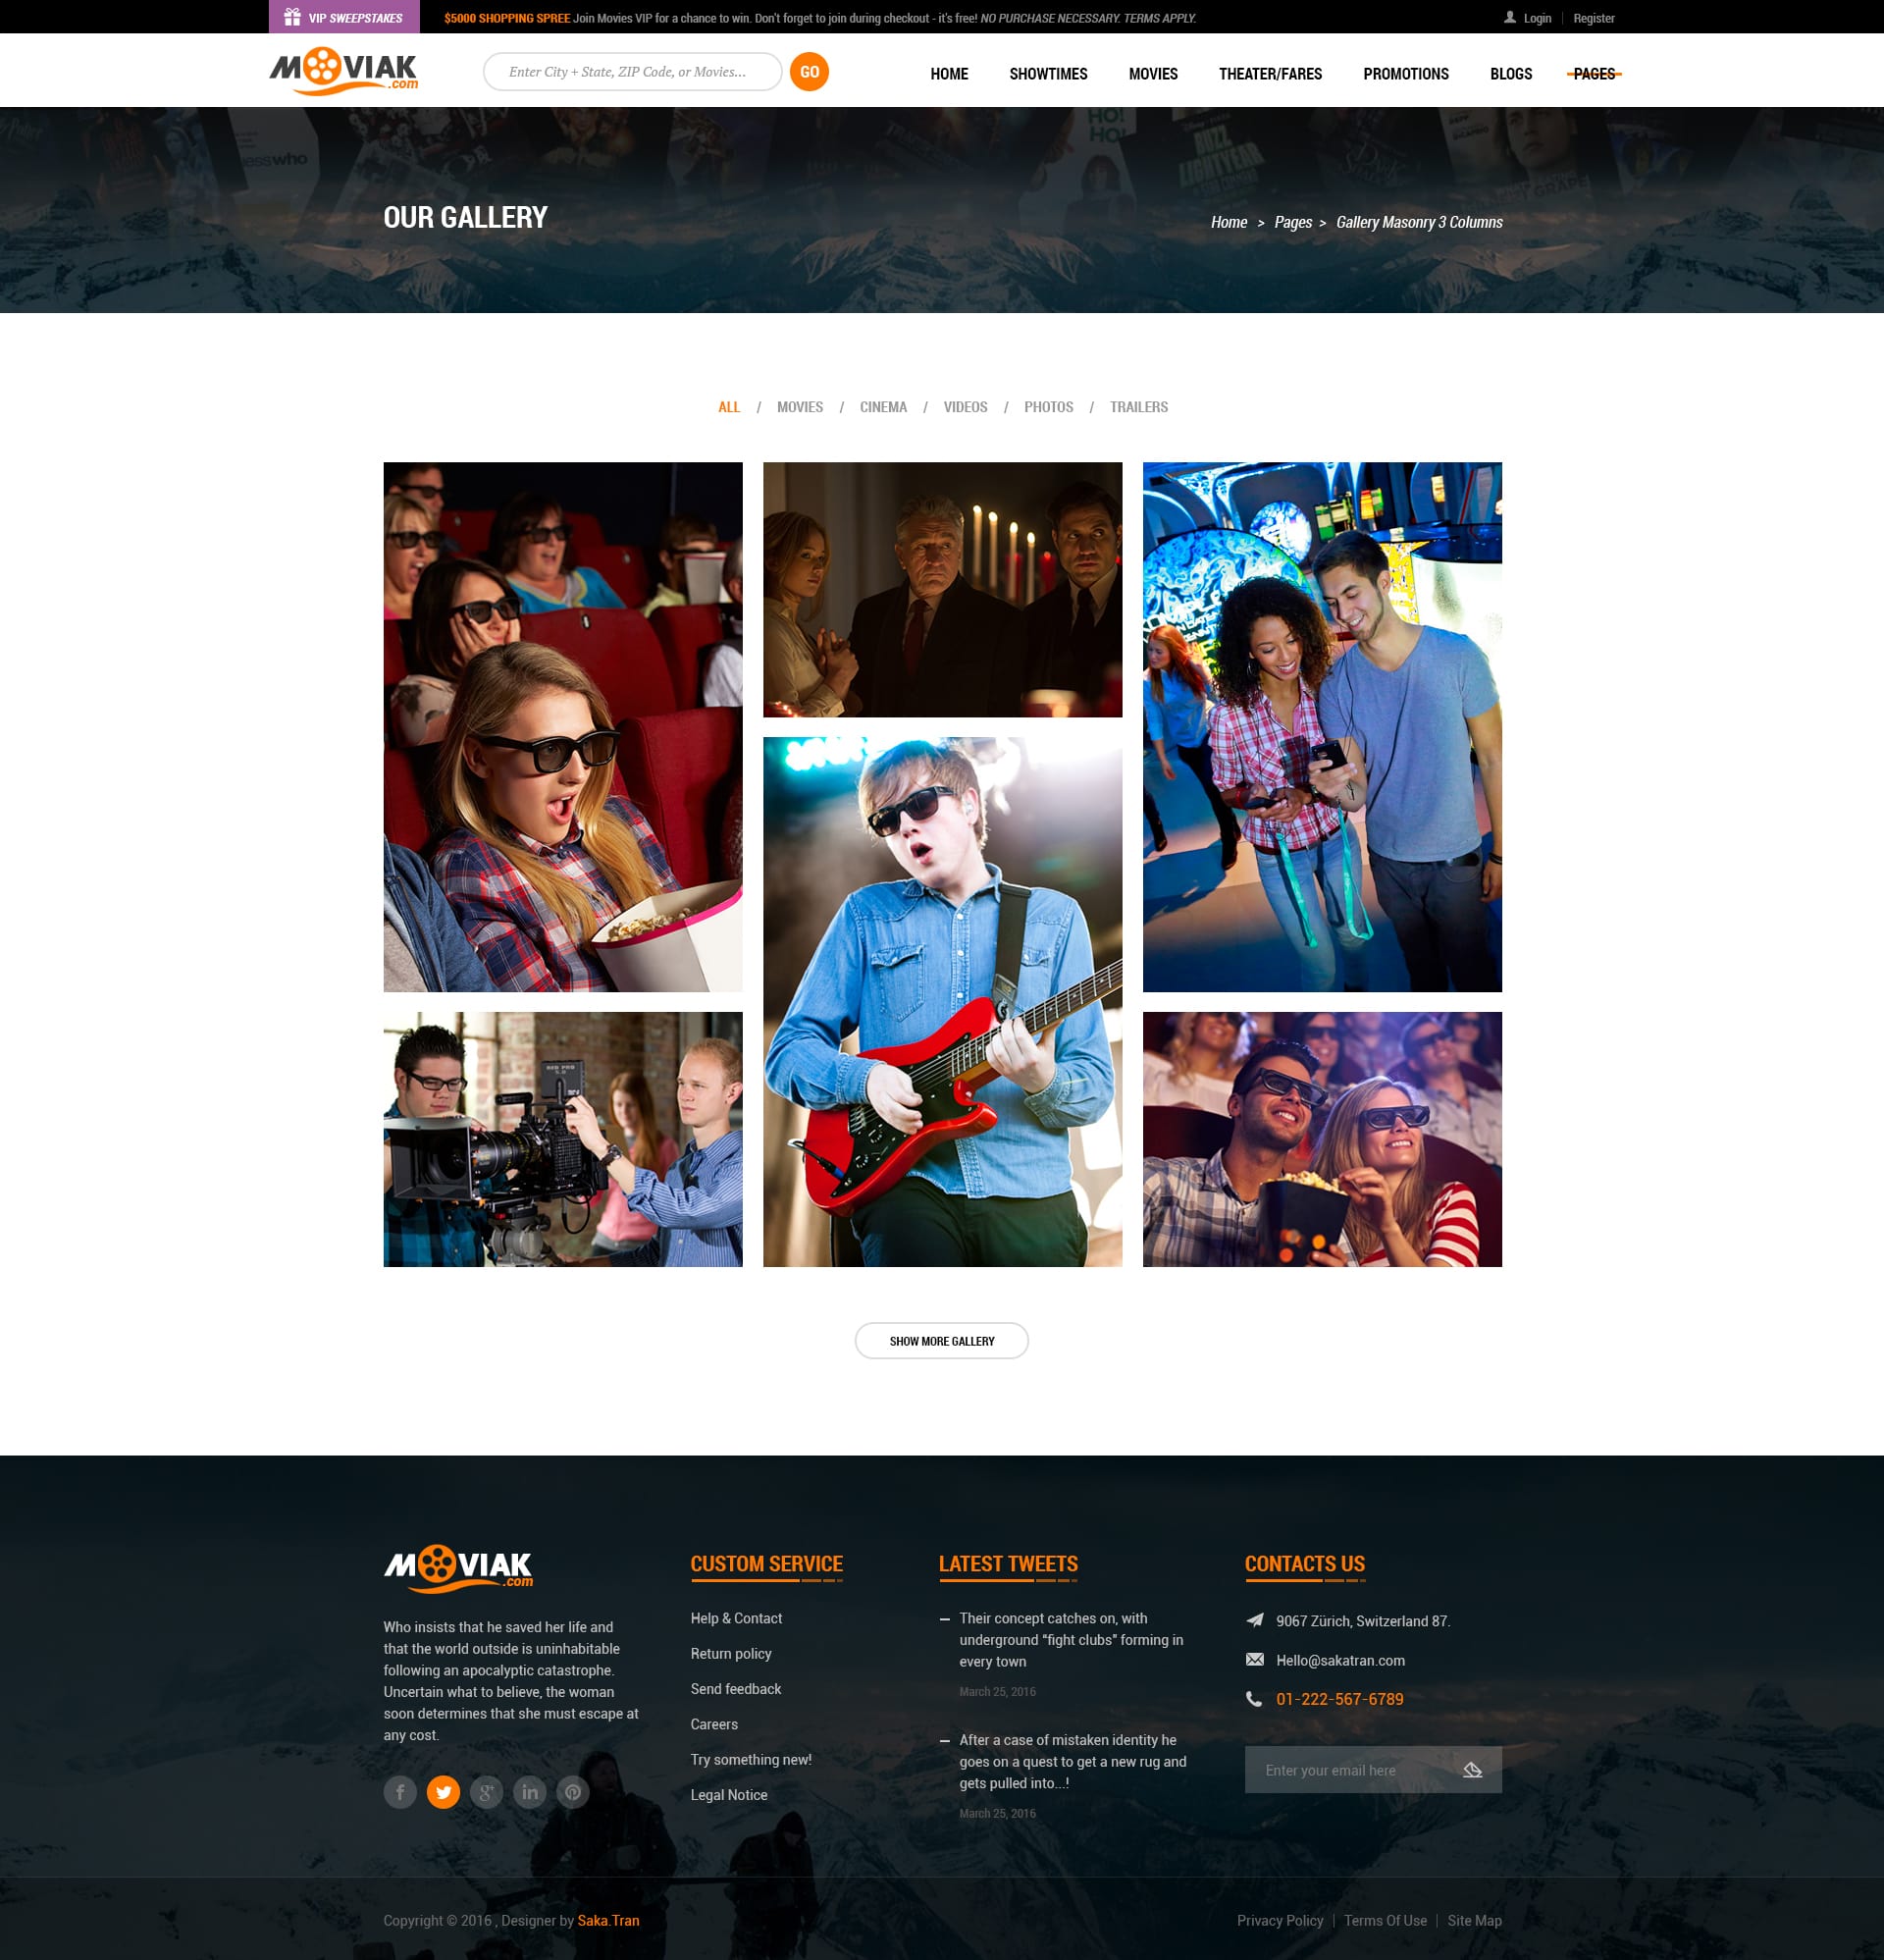 VIP SWEEPSTAKES
$5000 SHOPPING SPREE Join Movies VIP for a chance to win. Don't forget to join during checkout - it's free! NO PURCHASE NECESSARY. TERMS APPLY.
Login | Register
MOVIAK
.com
Enter City + State, ZIP Code, or Movies...
GO
HOME
SHOWTIMES
MOVIES
THEATER/FARES
PROMOTIONS
BLOGS
PAGES
HO!
HO!
BUZZ
LIGHTYEAR
OUR GALLERY
Home > Pages > Gallery Masonry 3 Columns
ALL / MOVIES / CINEMA / VIDEOS / PHOTOS / TRAILERS
SHOW MORE GALLERY
MOVIAK
.com
Who insists that he saved her life and
that the world outside is uninhabitable
following an apocalyptic catastrophe.
Uncertain what to believe, the woman
soon determines that she must escape at
any cost.
CUSTOM SERVICE
Help & Contact
Return policy
Send feedback
Careers
Try something new!
Legal Notice
LATEST TWEETS
Their concept catches on, with
underground “fight clubs” forming in
every town
March 25, 2016
After a case of mistaken identity he
goes on a quest to get a new rug and
gets pulled into...!
March 25, 2016
CONTACTS US
9067 Zürich, Switzerland 87.
Hello@sakatran.com
01-222-567-6789
Enter your email here
Copyright © 2016 , Designer by Saka.Tran
Privacy Policy | Terms Of Use | Site Map